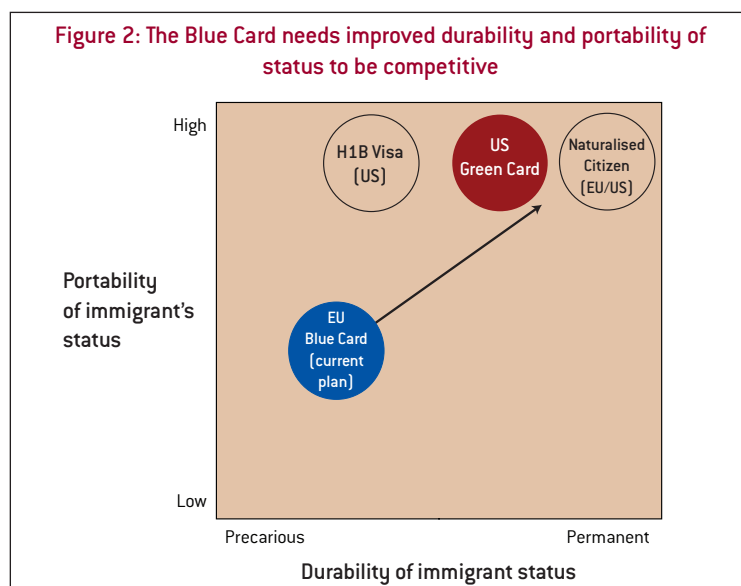 Figure 2: The Blue Card needs improved durability and portability of
status to be competitive
High
H1B Visa
(US)
US
Green Card
Naturalised
Citizen
(EU/US)
Portability
of immigrant's
status
EU
Blue Card
(current
plan)
Low
Precarious
Permanent
Durability of immigrant status